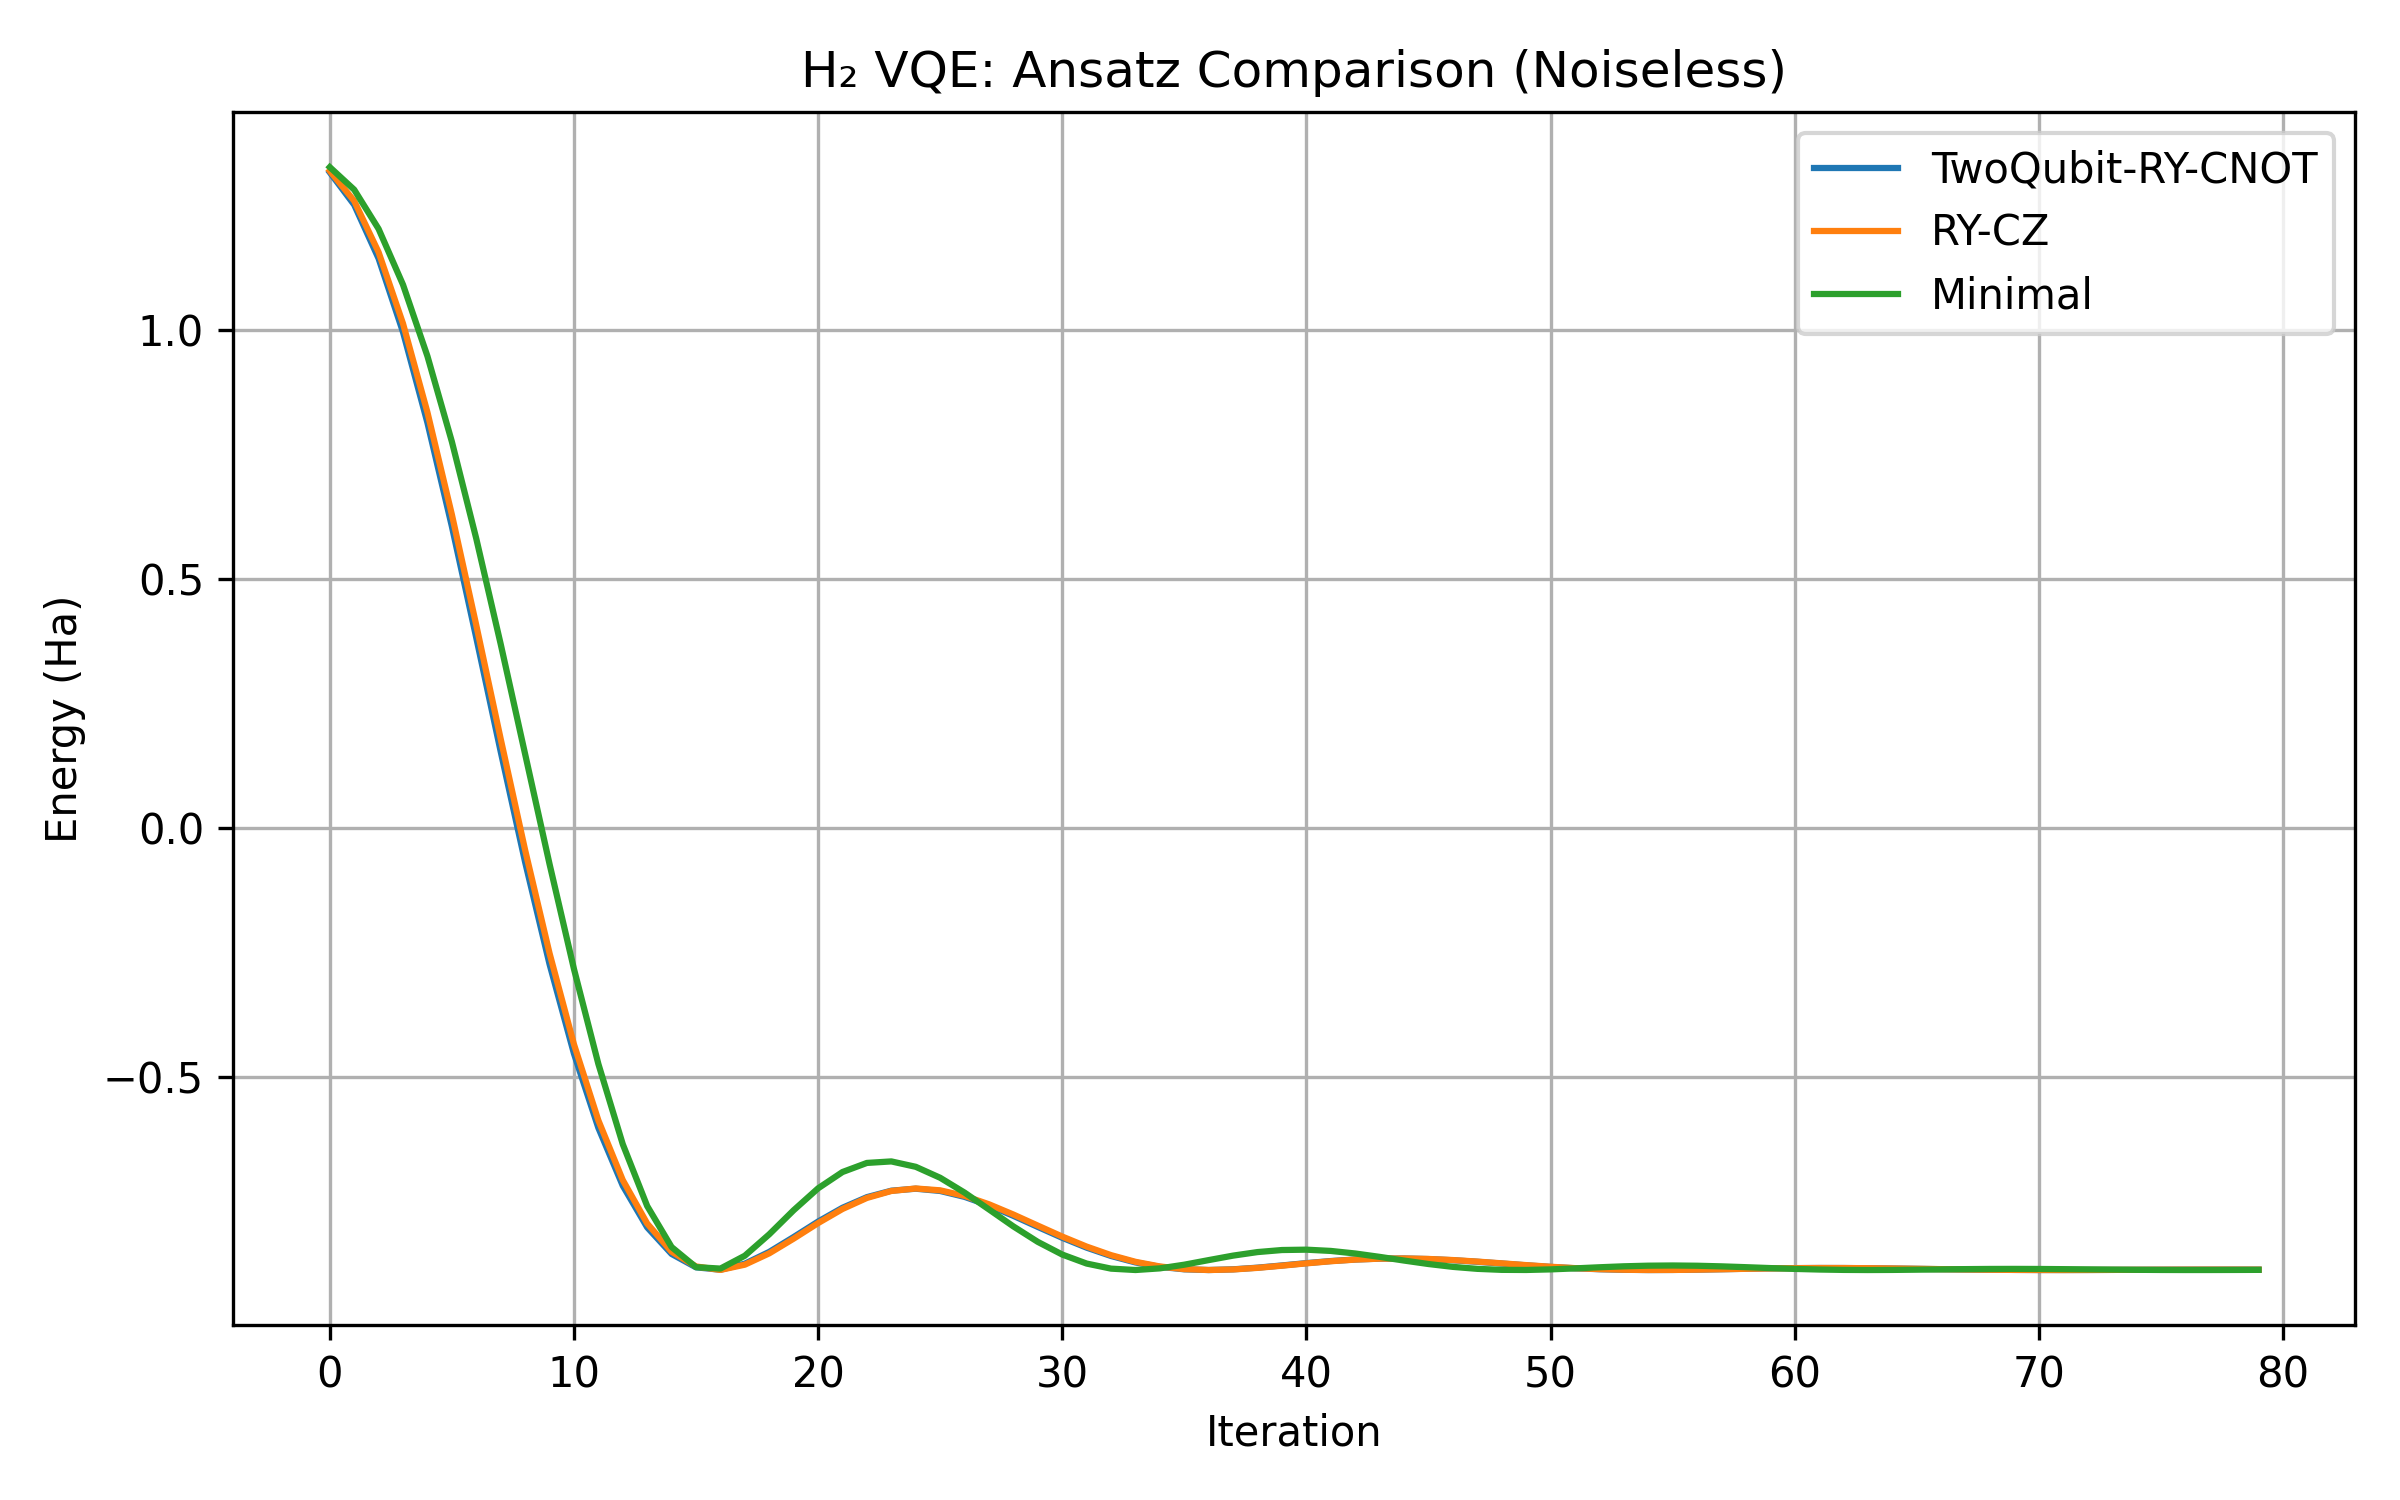 H₂ VQE: Ansatz Comparison (Noiseless)
TwoQubit-RY-CNOT
RY-CZ
Minimal
Energy (Ha)
1.0
0.5
0.0
−0.5
0 10 20 30 40 50 60 70 80
Iteration